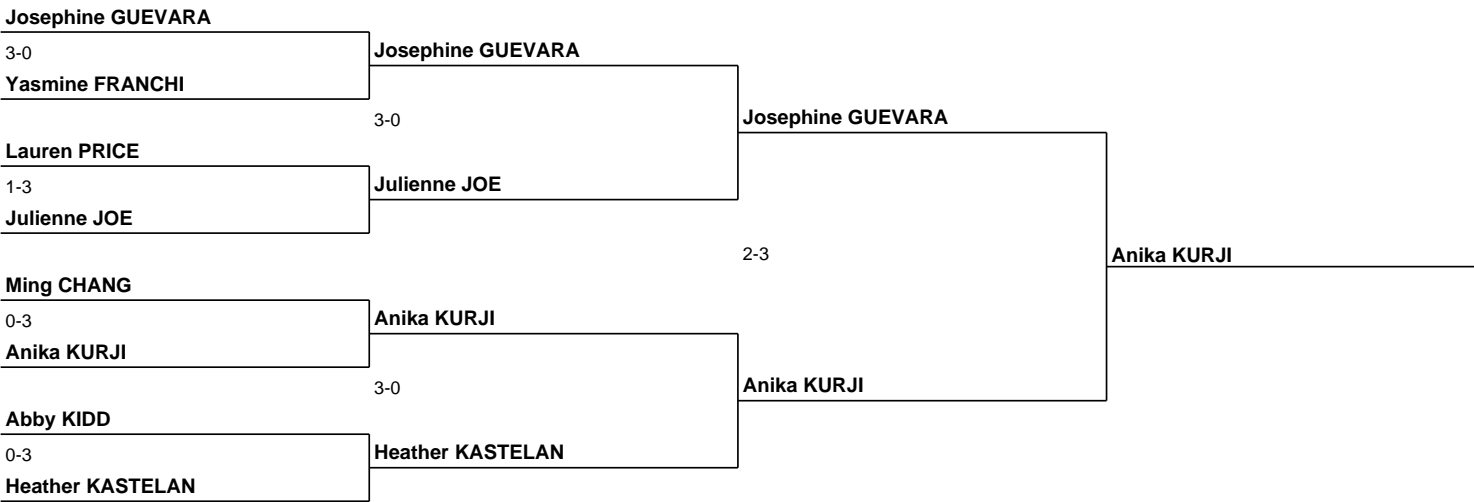 Josephine GUEVARA
3-0
Yasmine FRANCHI
Lauren PRICE
1-3
Julienne JOE
Ming CHANG
0-3
Anika KURJI
Abby KIDD
0-3
Heather KASTELAN
Josephine GUEVARA
3-0
Julienne JOE
Anika KURJI
3-0
Heather KASTELAN
Josephine GUEVARA
2-3
Anika KURJI
Anika KURJI